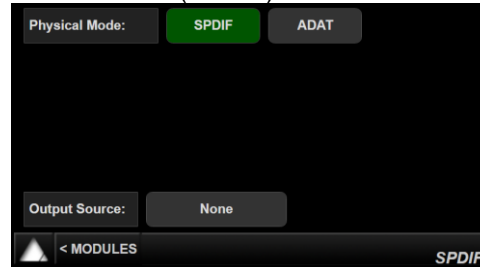 Physical Mode: SPDIF ADAT
Output Source: None
< MODULES
SPDIF